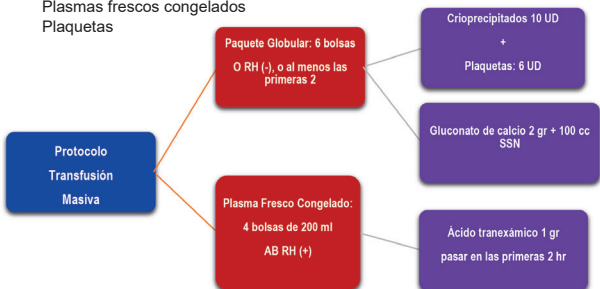 Plasmas frescos congelados
Plaquetas
Protocolo
Transfusión
Masiva
Paquete Globular: 6 bolsas
O RH (-), o al menos las
primeras 2
Plasma Fresco Congelado:
4 bolsas de 200 ml
AB RH (+)
Crioprecipitados 10 UD
+
Plaquetas: 6 UD
Gluconato de calcio 2 gr + 100 cc
SSN
Ácido tranexámico 1 gr
pasar en las primeras 2 hr